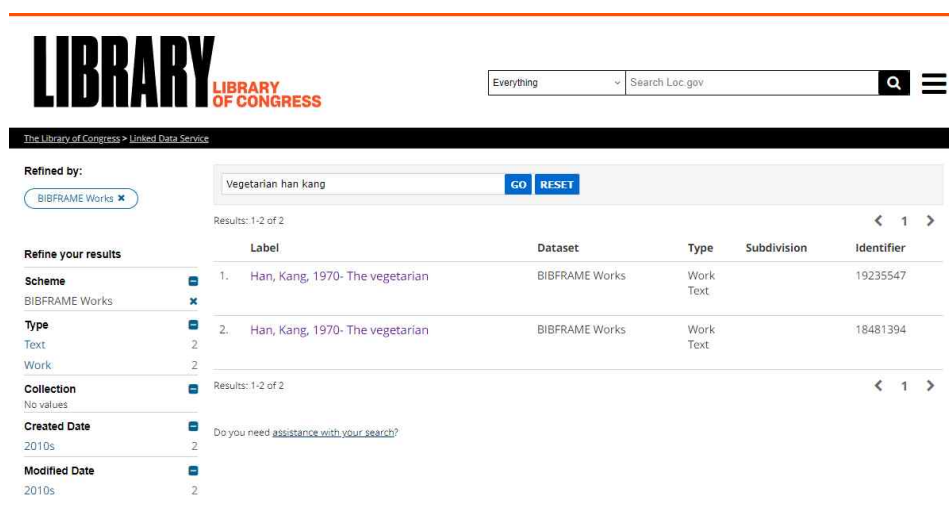 LIBRARY
LIBRARY
OF CONGRESS
Everything
Search Loc.gov
The Library of Congress > Linked Data Service
Refined by:
BIBFRAME Works ×
Refine your results
Scheme
BIBFRAME Works ×
Type
Text 2
Work 2
Collection
No values
Created Date
2010s 2
Modified Date
2010s 2
Vegetarian han kang GO RESET
Results: 1-2 of 2 < 1 >
Label Dataset Type Subdivision Identifier
1. Han, Kang, 1970- The vegetarian BIBFRAME Works Work 19235547
Text
2. Han, Kang, 1970- The vegetarian BIBFRAME Works Work 18481394
Text
Results: 1-2 of 2 < 1 >
Do you need assistance with your search?